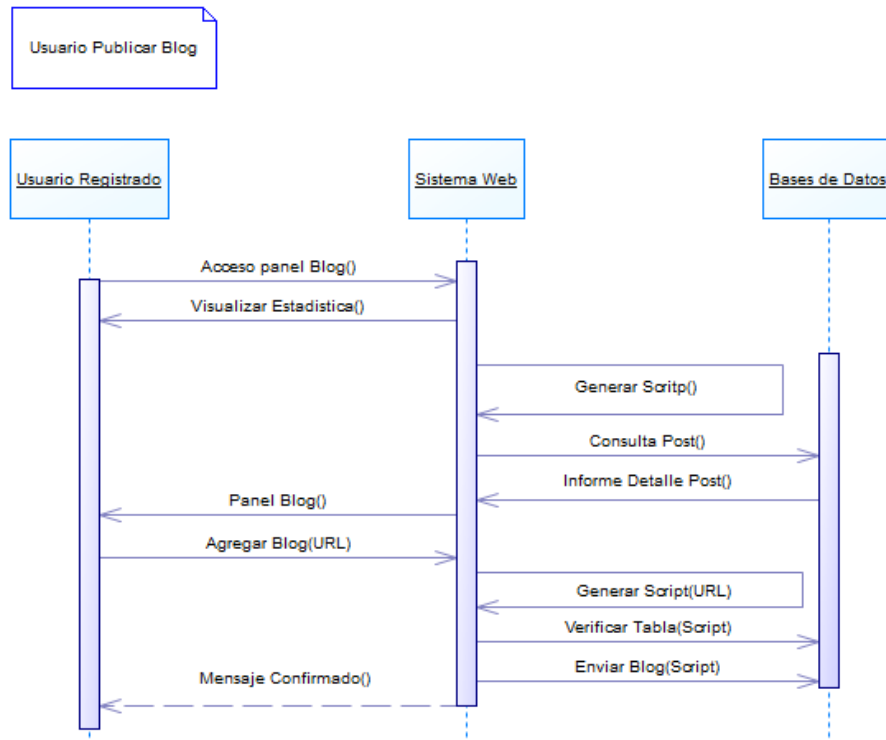 Usuario Publicar Blog
Usuario Registrado
Sistema Web
Bases de Datos
Acceso panel Blog()
Visualizar Estadistica()
Generar Scritp()
Consulta Post()
Informe Detalle Post()
Panel Blog()
Agregar Blog(URL)
Generar Script(URL)
Verificar Tabla(Script)
Enviar Blog(Script)
Mensaje Confirmado()